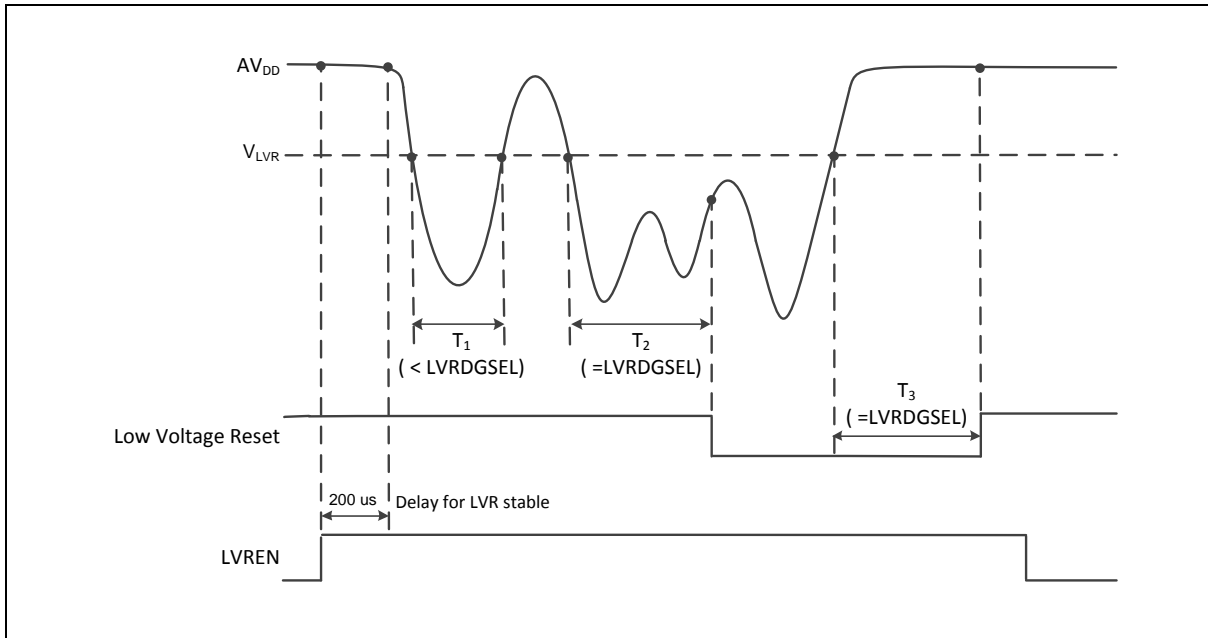 AVDD
VLVR
T1
( < LVRDGSEL)
T2
( =LVRDGSEL)
T3
( =LVRDGSEL)
Low Voltage Reset
200 us
Delay for LVR stable
LVREN